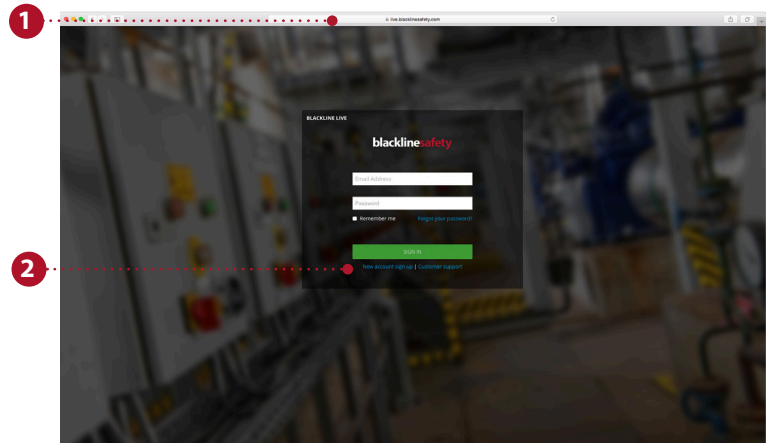 1
live.blacklinesafety.com
BLACKLINE LIVE
blacklinesafety
Email Address
Password
Remember me Forgot your password?
SIGN IN
2
New account sign up | Customer support